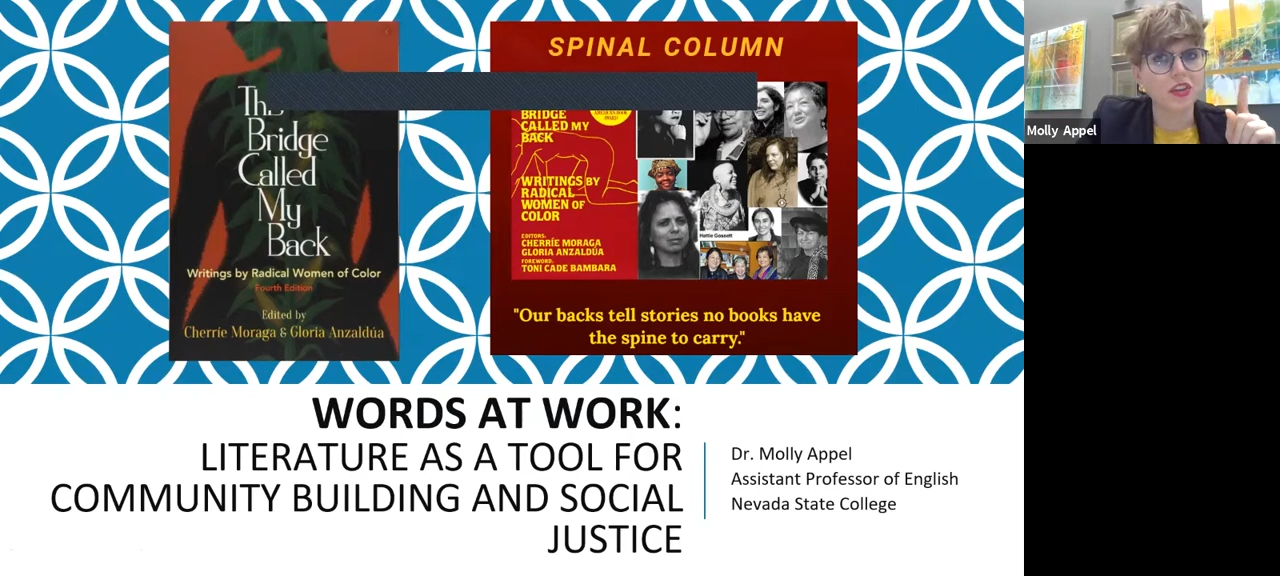 Th
Bridge
Called
My
Back
Writings by Radical Women of Color
Fourth Edition
Edited by
Cherríe Moraga & Gloria Anzaldúa
SPINAL COLUMN
BRIDGE
CALLED MY
BACK
WRITINGS BY
RADICAL
WOMEN OF
COLOR
EDITORS:
CHERRÍE MORAGA
GLORIA ANZALDÚA
FOREWORD:
TONI CADE BAMBARA
Hattie Gossett
"Our backs tell stories no books have
the spine to carry."
Molly Appel
WORDS AT WORK:
LITERATURE AS A TOOL FOR
COMMUNITY BUILDING AND SOCIAL
JUSTICE
Dr. Molly Appel
Assistant Professor of English
Nevada State College